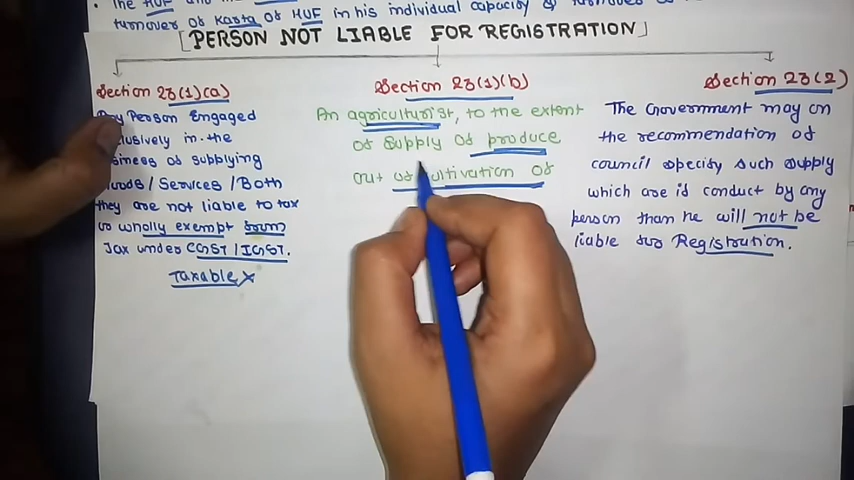 The HUF
turnover of Karta of HUF in his individual capacity
[PERSON NOT LIABLE FOR REGISTRATION]
Section 23(1)(a)
Person Engaged
in the
of supplying
Goods / Services / Both
they are not liable to tax
or wholly exempt from
Tax under CGST / IGST.
Taxable X
Section 23(1)(b)
An agriculturist, to the extent
of supply of produce
out of cultivation of
Section 23(2)
The Government may on
the recommendation of
council specify such supply
which are is conduct by any
person than he will not be
liable for Registration.